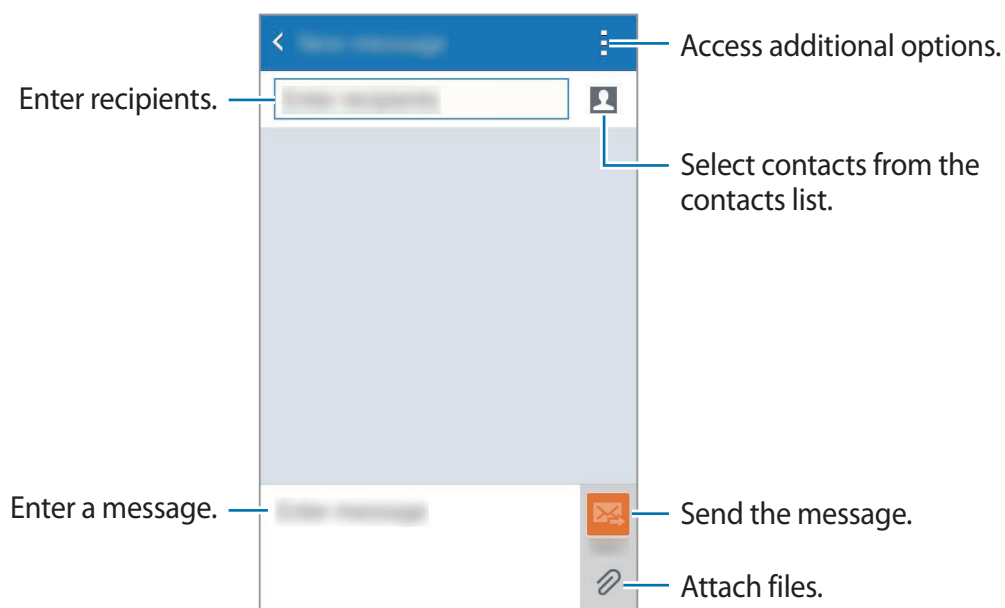 Access additional options.
Enter recipients.
Select contacts from the
contacts list.
Enter a message.
Send the message.
Attach files.